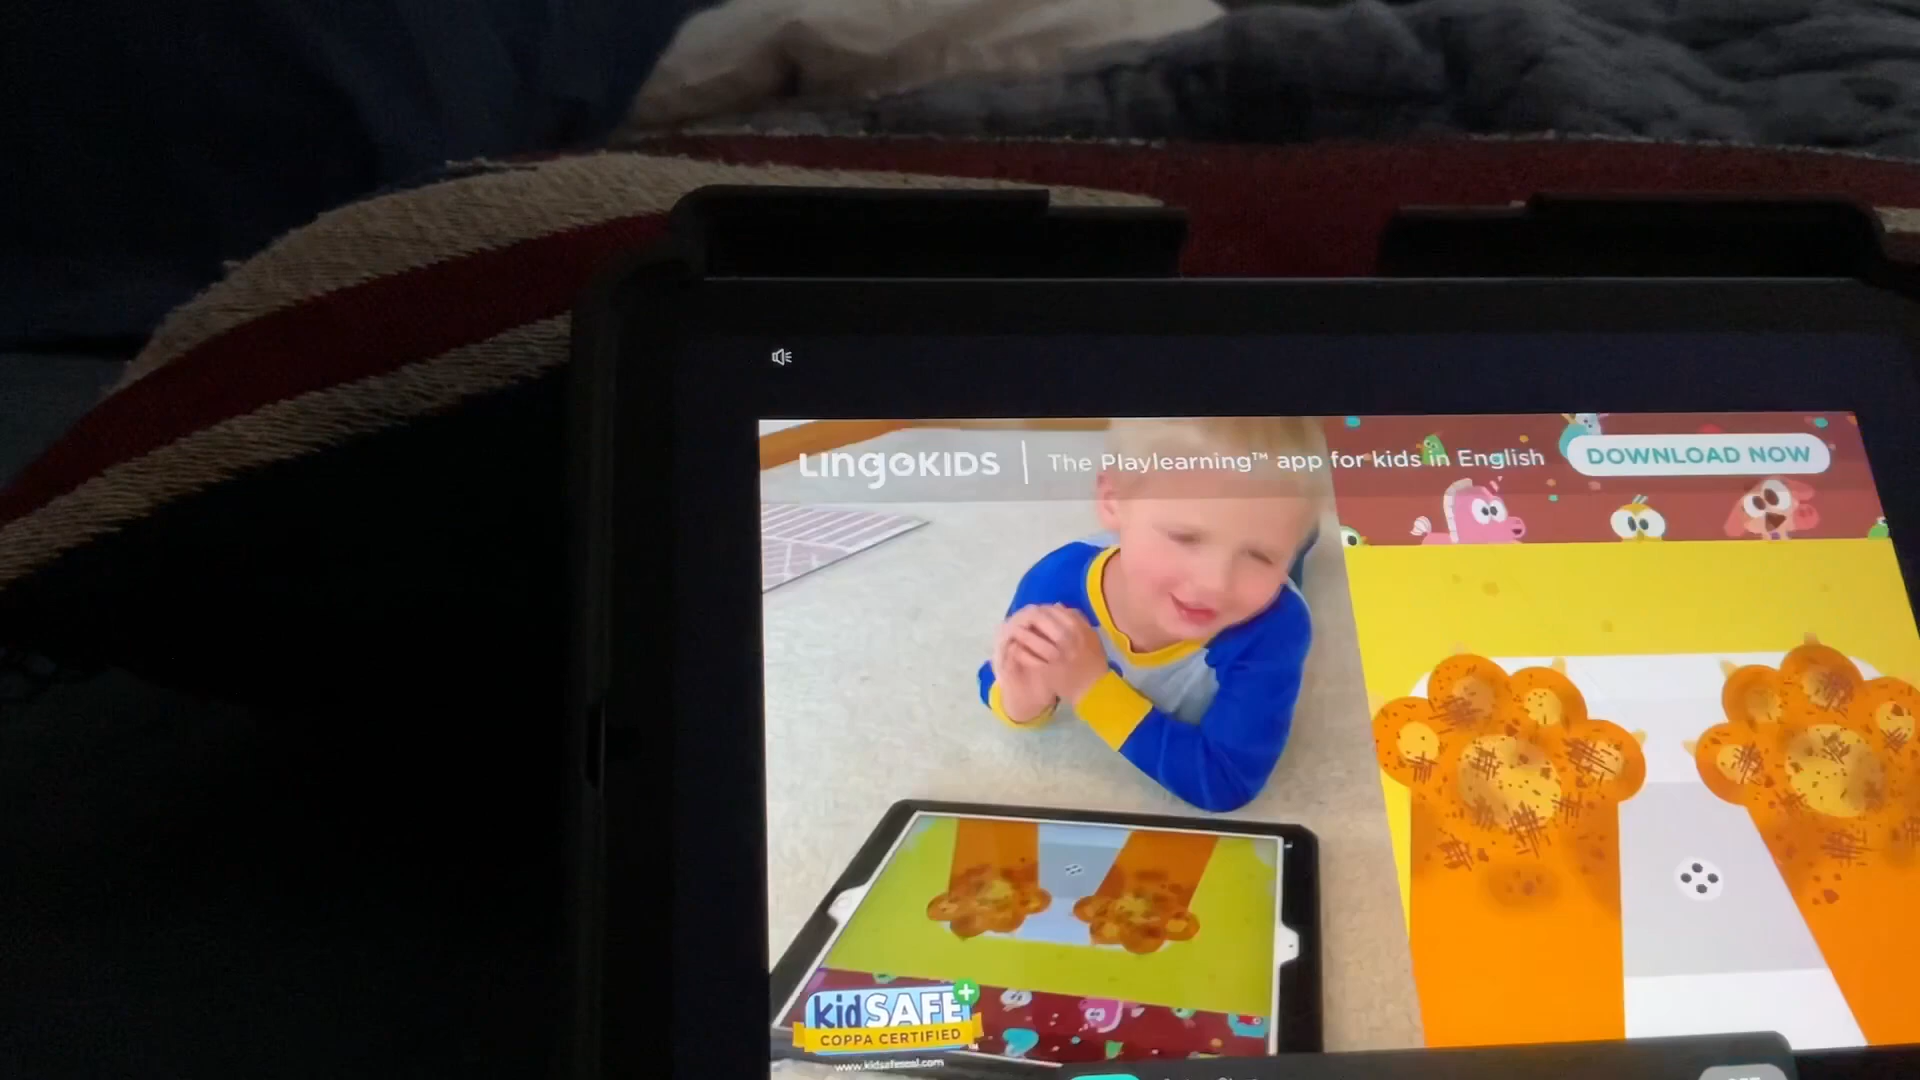 LINGOKIDS
The Playlearning™ app for kids in English
DOWNLOAD NOW
kidSAFE+
COPPA CERTIFIED
www.kidsafeseal.com